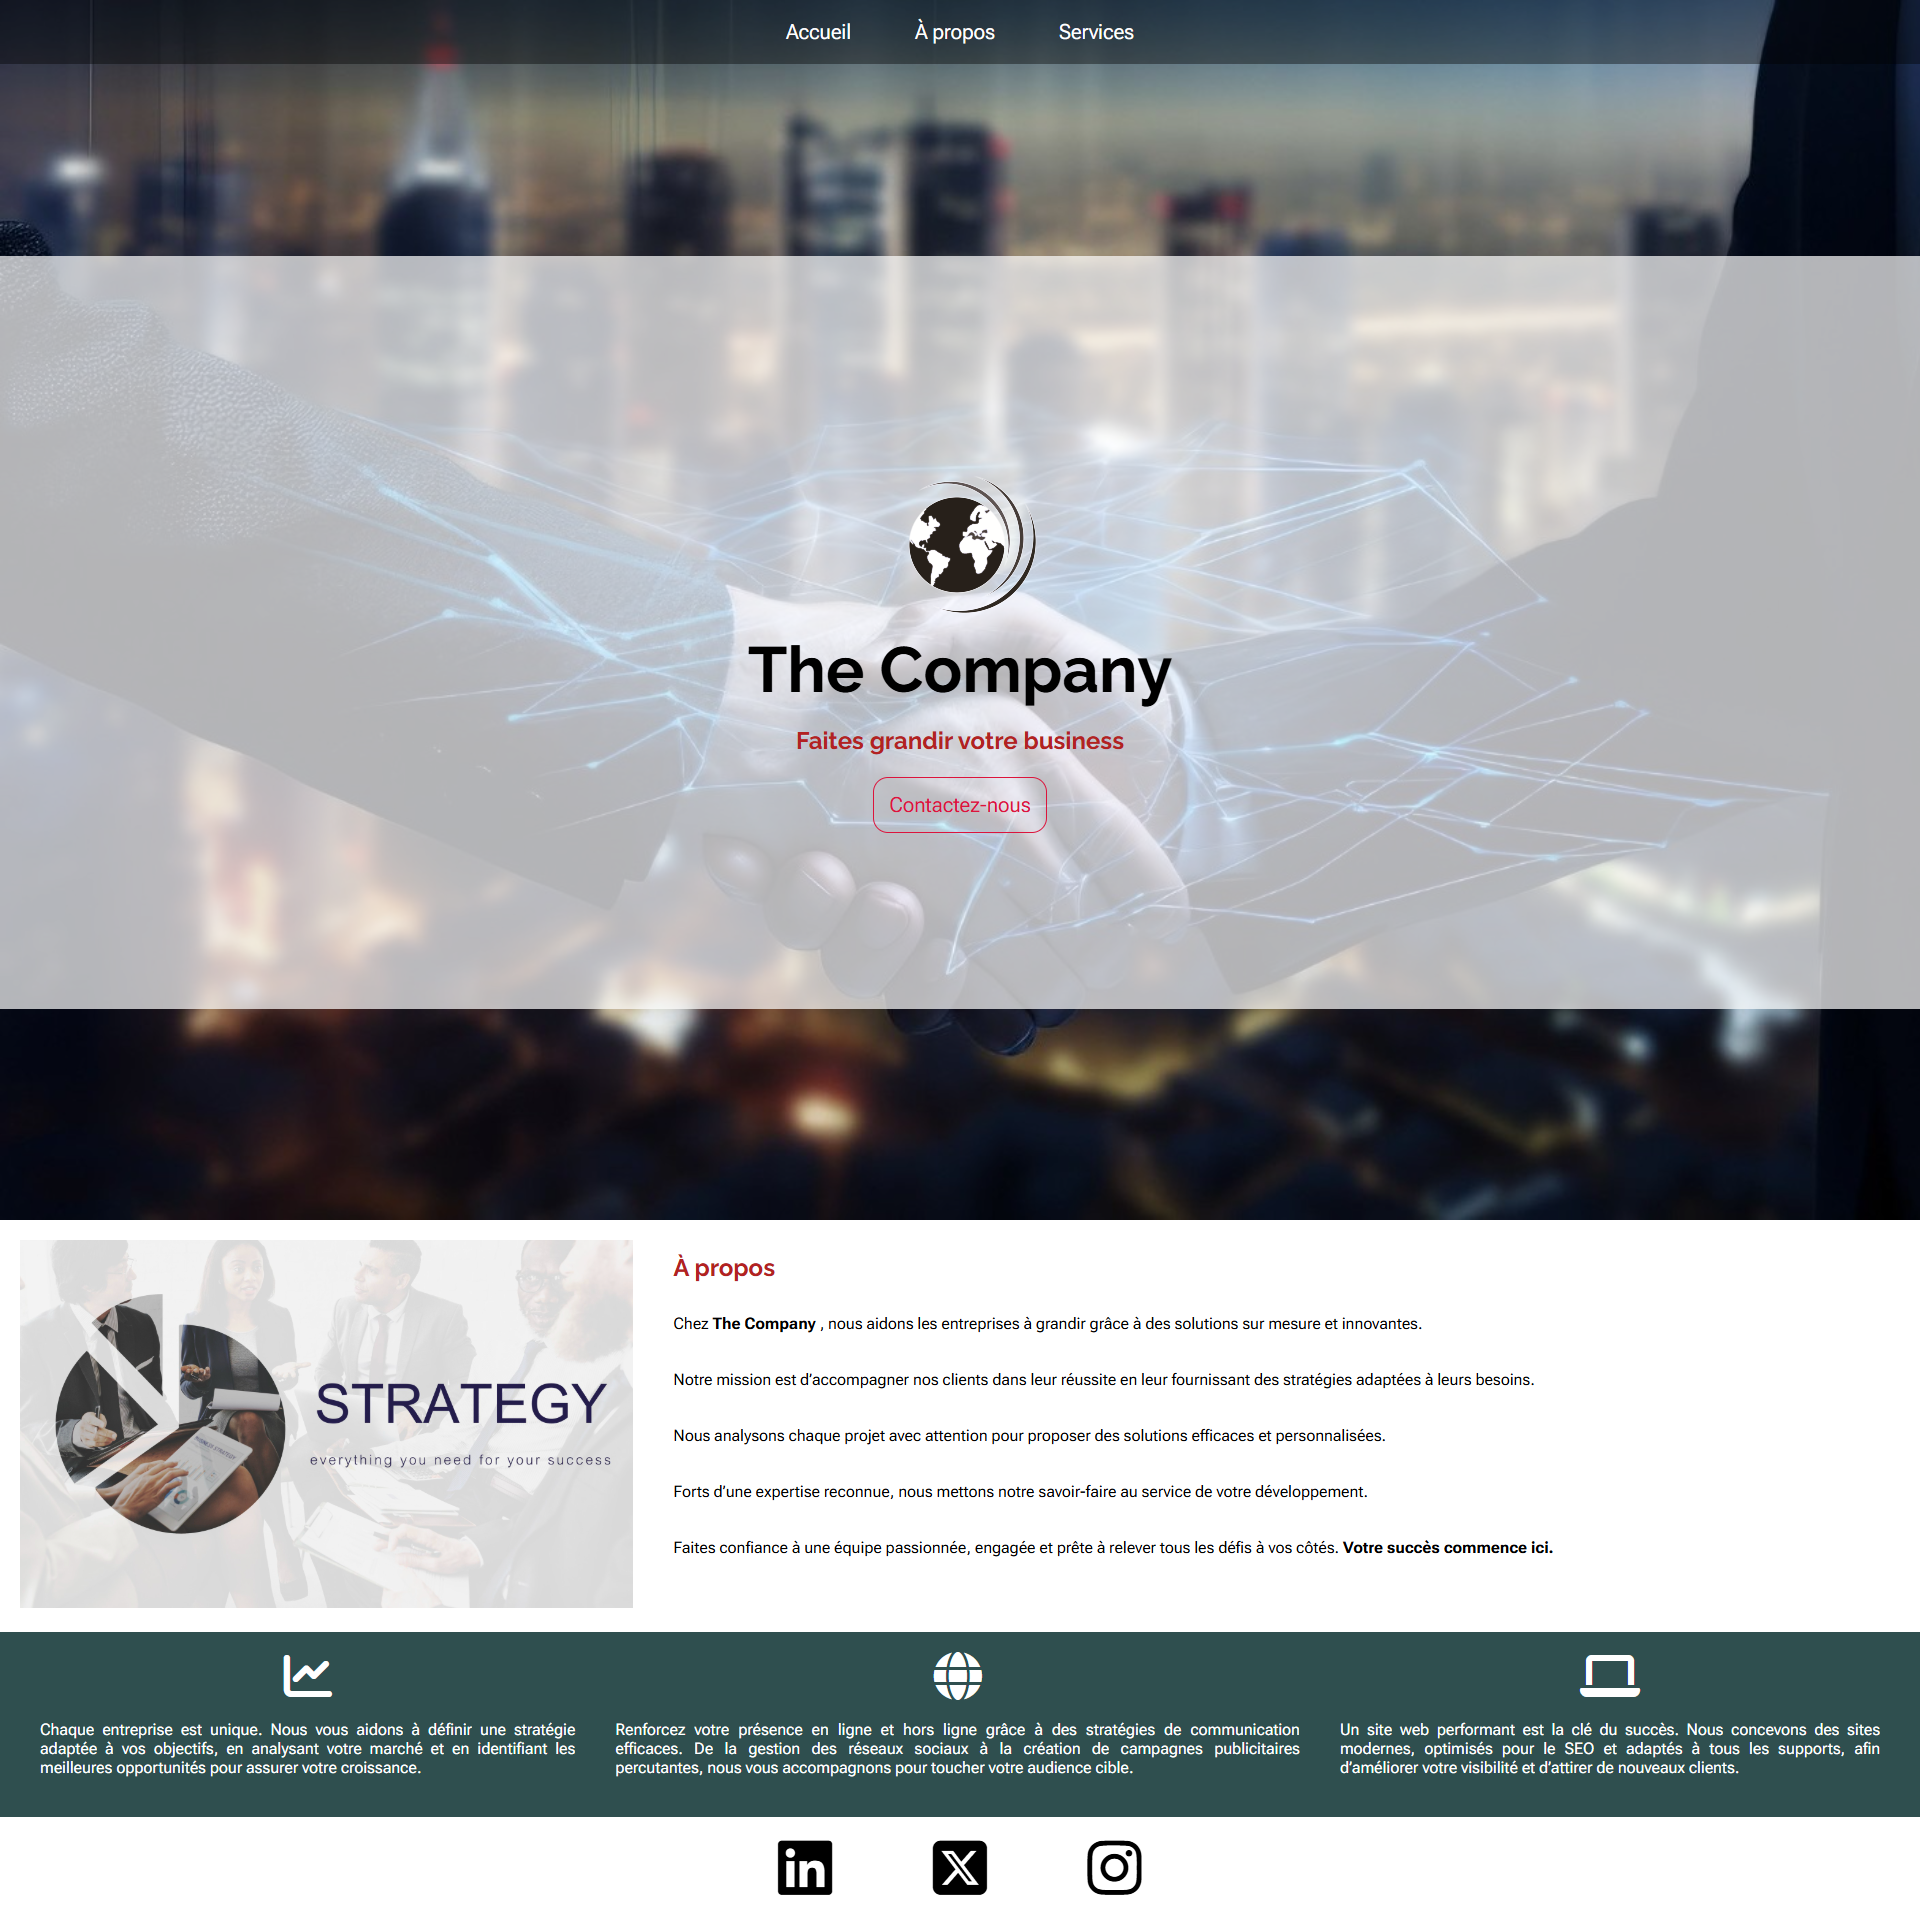 Accueil À propos Services
The Company
Faites grandir votre business
Contactez-nous
STRATEGY
everything you need for your success
À propos
Chez The Company , nous aidons les entreprises à grandir grâce à des solutions sur mesure et innovantes.
Notre mission est d’accompagner nos clients dans leur réussite en leur fournissant des stratégies adaptées à leurs besoins.
Nous analysons chaque projet avec attention pour proposer des solutions efficaces et personnalisées.
Forts d’une expertise reconnue, nous mettons notre savoir-faire au service de votre développement.
Faites confiance à une équipe passionnée, engagée et prête à relever tous les défis à vos côtés. Votre succès commence ici.
Chaque entreprise est unique. Nous vous aidons à définir une stratégie
adaptée à vos objectifs, en analysant votre marché et en identifiant les
meilleures opportunités pour assurer votre croissance.
Renforcez votre présence en ligne et hors ligne grâce à des stratégies de communication
efficaces. De la gestion des réseaux sociaux à la création de campagnes publicitaires
percutantes, nous vous accompagnons pour toucher votre audience cible.
Un site web performant est la clé du succès. Nous concevons des sites
modernes, optimisés pour le SEO et adaptés à tous les supports, afin
d’améliorer votre visibilité et d’attirer de nouveaux clients.
in X